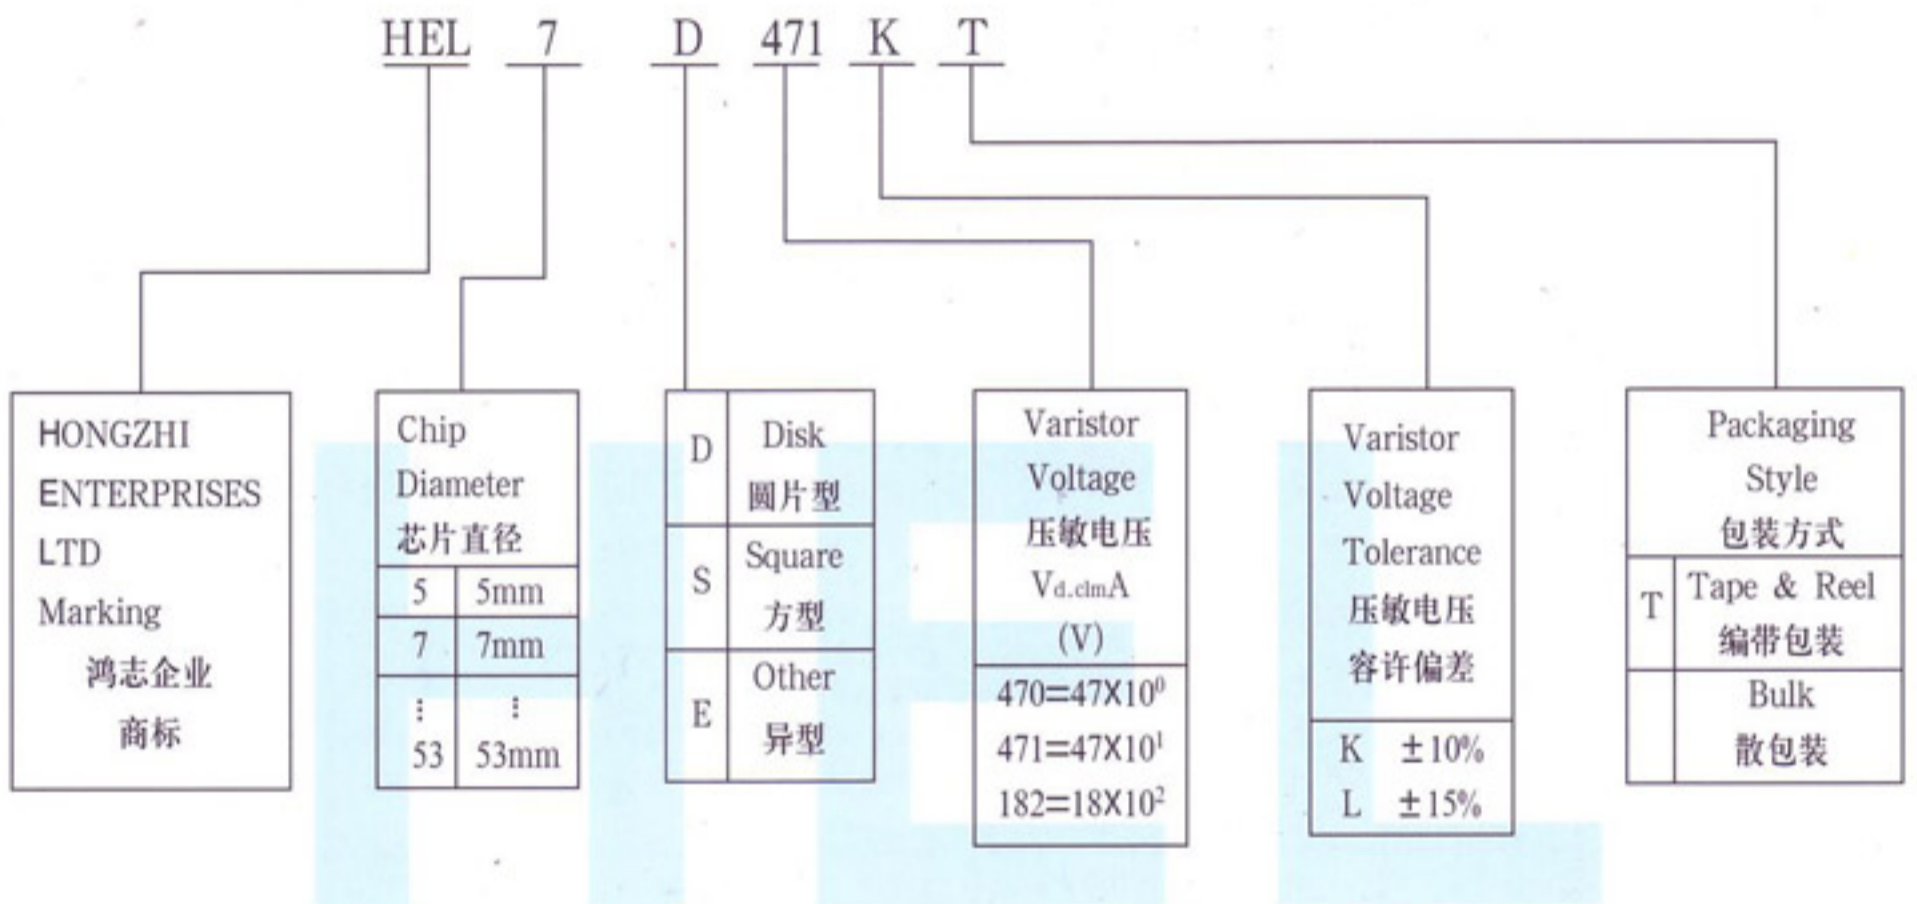 HEL 7 D 471 K T
HONGZHI
ENTERPRISES
LTD
Marking
鸿志企业
商标
Chip
Diameter
芯片直径
5 5mm
7 7mm
⋮ ⋮
53 53mm
D Disk
圆片型
S Square
方型
E Other
异型
Varistor
Voltage
压敏电压
Vd.clmA
(V)
470=47X10⁰
471=47X10¹
182=18X10²
Varistor
Voltage
Tolerance
压敏电压
容许偏差
K ±10%
L ±15%
Packaging
Style
包装方式
T Tape & Reel
编带包装
Bulk
散包装
HEL